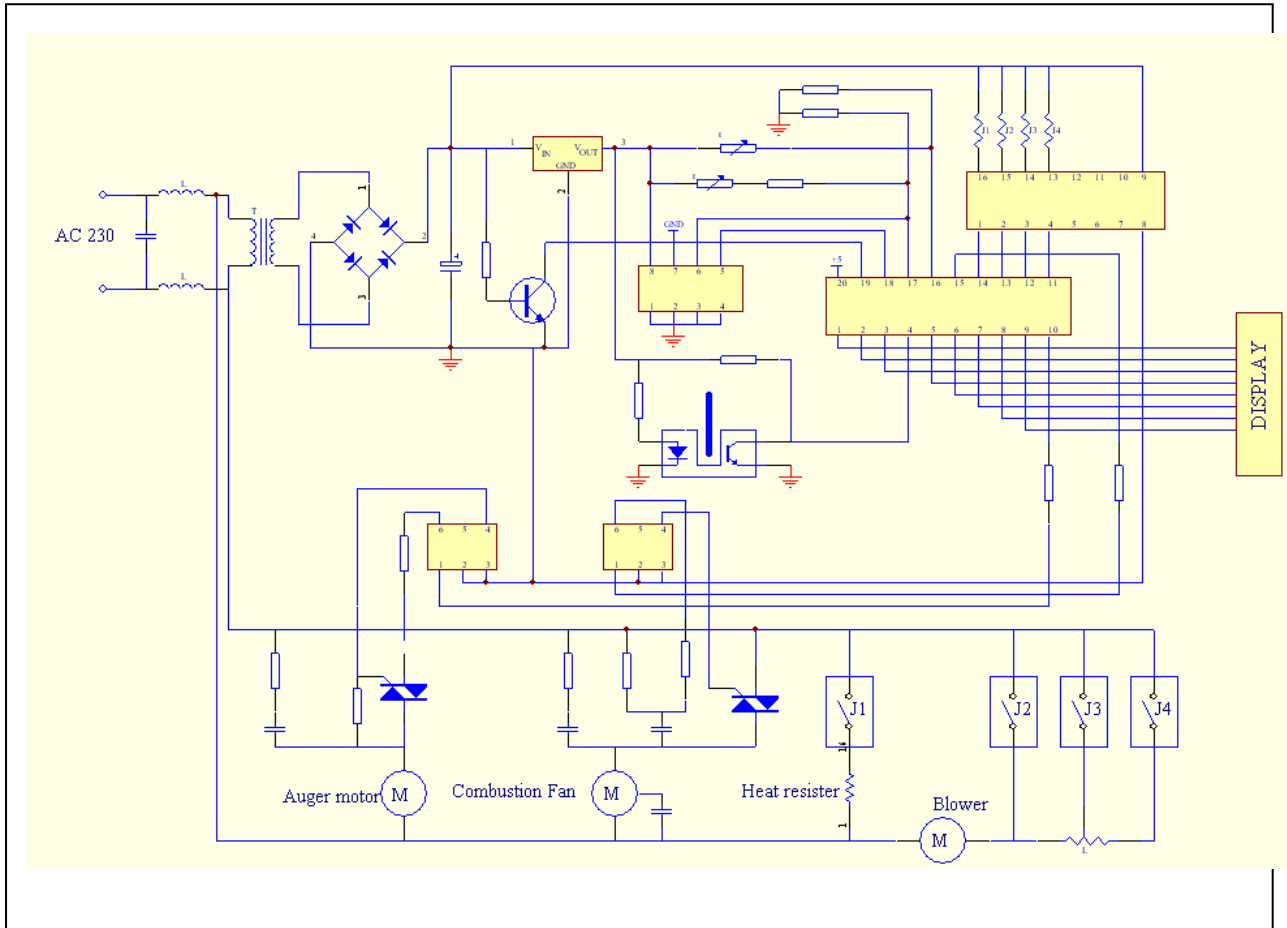 J1 J2 J3 J4
1 VIN VOUT 3
GND
2
16 15 14 13 12 11 10 9
1 2 3 4 5 6 7 8
L
T
1
AC 230
4 2
3
L
GND
8 7 6 5
1 2 3 4
+5
20 19 18 17 16 15 14 13 12 11
1 2 3 4 5 6 7 8 9 10
DISPLAY
6 5 4
1 2 3
6 5 4
1 2 3
J1 J2 J3 J4
Auger motor M
Combustion Fan M
Heat resister
1
Blower
M
L